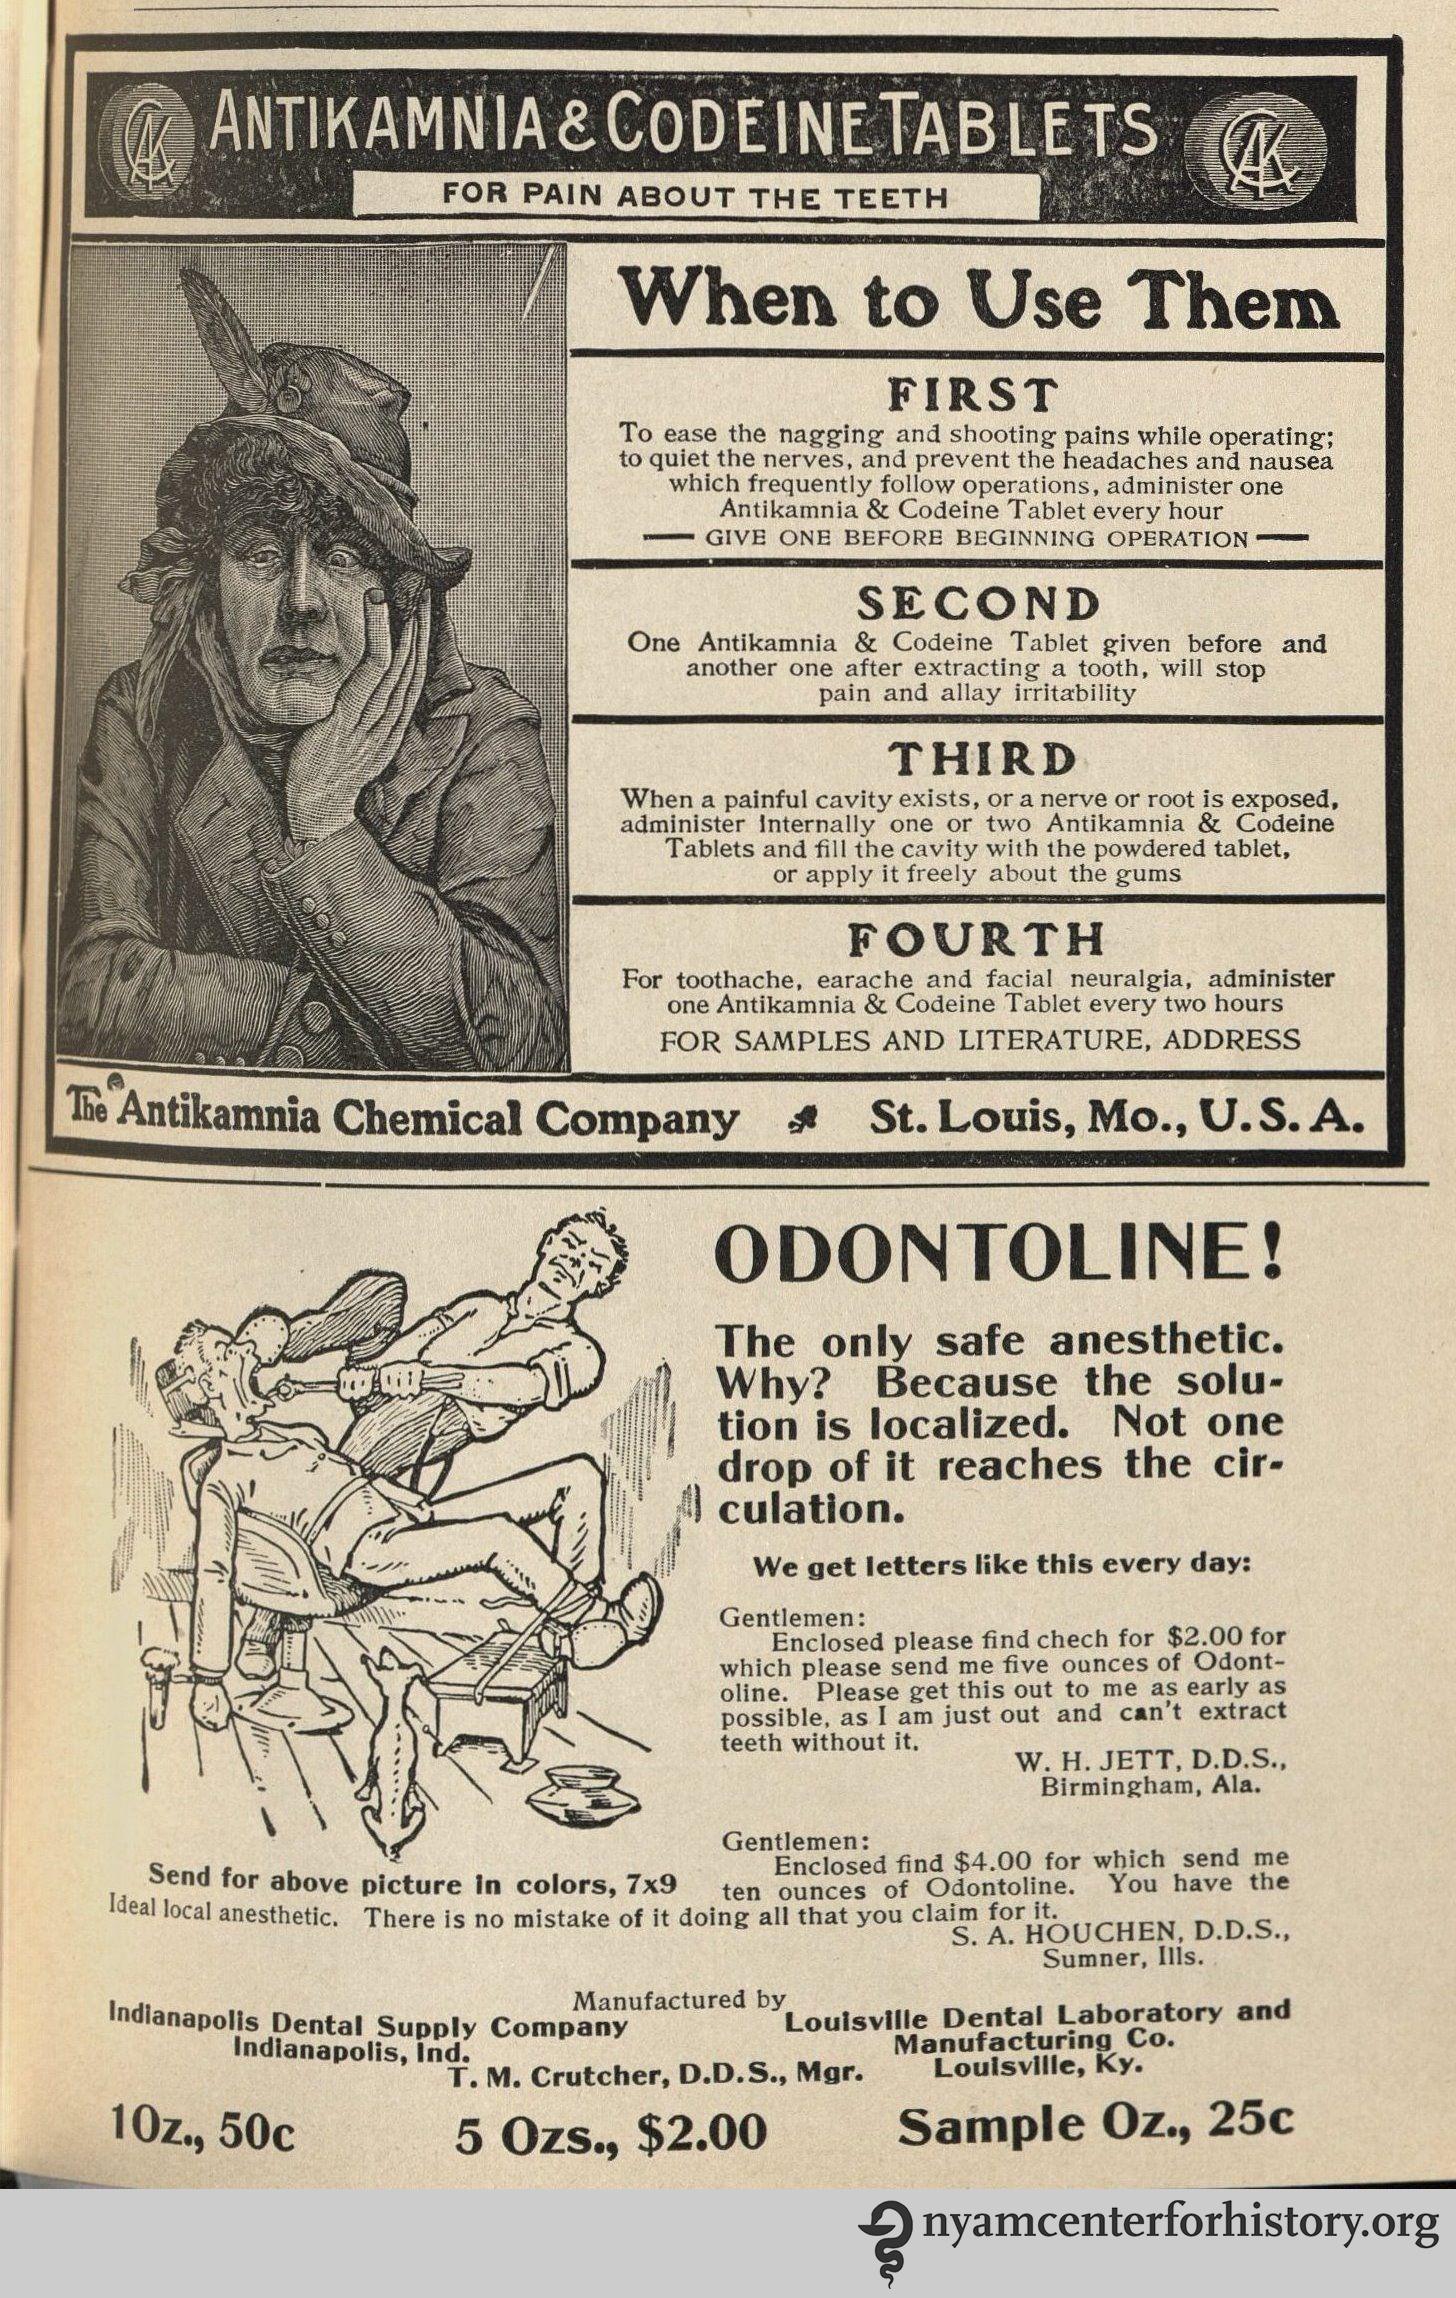 ANTIKAMNIA & CODEINE TABLETS
FOR PAIN ABOUT THE TEETH
When to Use Them
FIRST
To ease the nagging and shooting pains while operating;
to quiet the nerves, and prevent the headaches and nausea
which frequently follow operations, administer one
Antikamnia & Codeine Tablet every hour
GIVE ONE BEFORE BEGINNING OPERATION
SECOND
One Antikamnia & Codeine Tablet given before and
another one after extracting a tooth, will stop
pain and allay irritability
THIRD
When a painful cavity exists, or a nerve or root is exposed,
administer internally one or two Antikamnia & Codeine
Tablets and fill the cavity with the powdered tablet,
or apply it freely about the gums
FOURTH
For toothache, earache and facial neuralgia, administer
one Antikamnia & Codeine Tablet every two hours
FOR SAMPLES AND LITERATURE, ADDRESS
The Antikamnia Chemical Company St. Louis, Mo., U.S.A.
ODONTOLINE!
The only safe anesthetic.
Why? Because the solu-
tion is localized. Not one
drop of it reaches the cir-
culation.
We get letters like this every day:
Gentlemen:
Enclosed please find chech for $2.00 for
which please send me five ounces of Odont-
oline. Please get this out to me as early as
possible, as I am just out and can't extract
teeth without it.
W. H. JETT, D.D.S.,
Birmingham, Ala.
Gentlemen:
Enclosed find $4.00 for which send me
ten ounces of Odontoline. You have the
Send for above picture in colors, 7x9
Ideal local anesthetic. There is no mistake of it doing all that you claim for it.
S. A. HOUCHEN, D.D.S.,
Sumner, Ills.
Manufactured by
Indianapolis Dental Supply Company
Indianapolis, Ind.
Louisville Dental Laboratory and
Manufacturing Co.
Louisville, Ky.
T. M. Crutcher, D.D.S., Mgr.
1 Oz., 50c 5 Ozs., $2.00 Sample Oz., 25c
nyamcenterforhistory.org